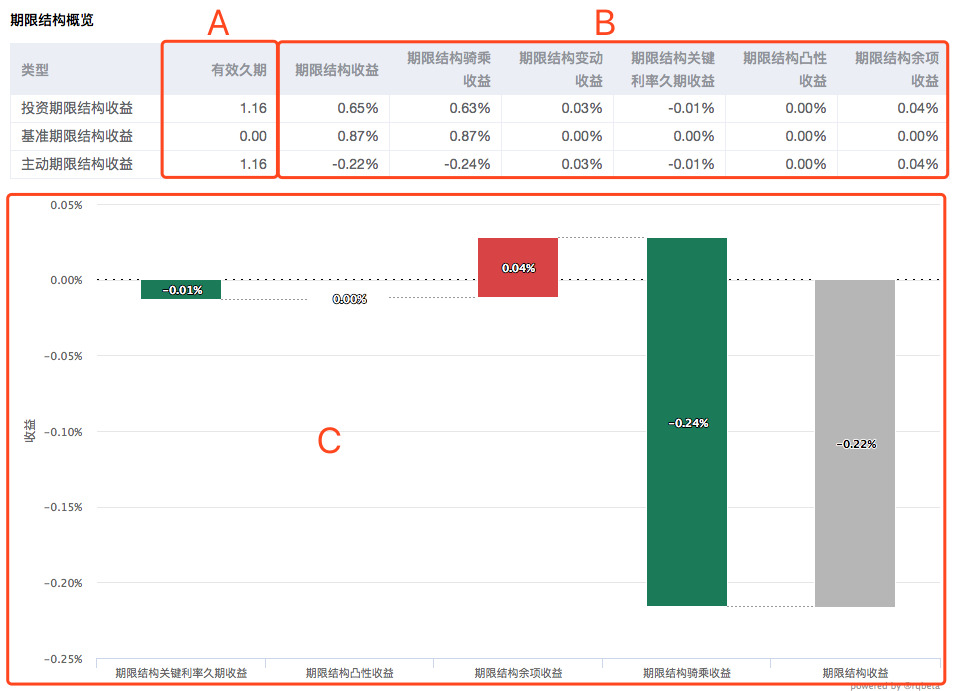 期限结构概览
A
B
类型 有效久期 期限结构收益 期限结构骑乘收益 期限结构变动收益 期限结构关键利率久期收益 期限结构凸性收益 期限结构余项收益
投资期限结构收益 1.16 0.65% 0.63% 0.03% -0.01% 0.00% 0.04%
基准期限结构收益 0.00 0.87% 0.87% 0.00% 0.00% 0.00% 0.00%
主动期限结构收益 1.16 -0.22% -0.24% 0.03% -0.01% 0.00% 0.04%
0.05%
0.00%
−0.05%
−0.10%
−0.15%
−0.20%
−0.25%
收益
−0.01%
0.00%
0.04%
−0.24%
−0.22%
C
期限结构关键利率久期收益 期限结构凸性收益 期限结构余项收益 期限结构骑乘收益 期限结构收益
powered by @rqbeta